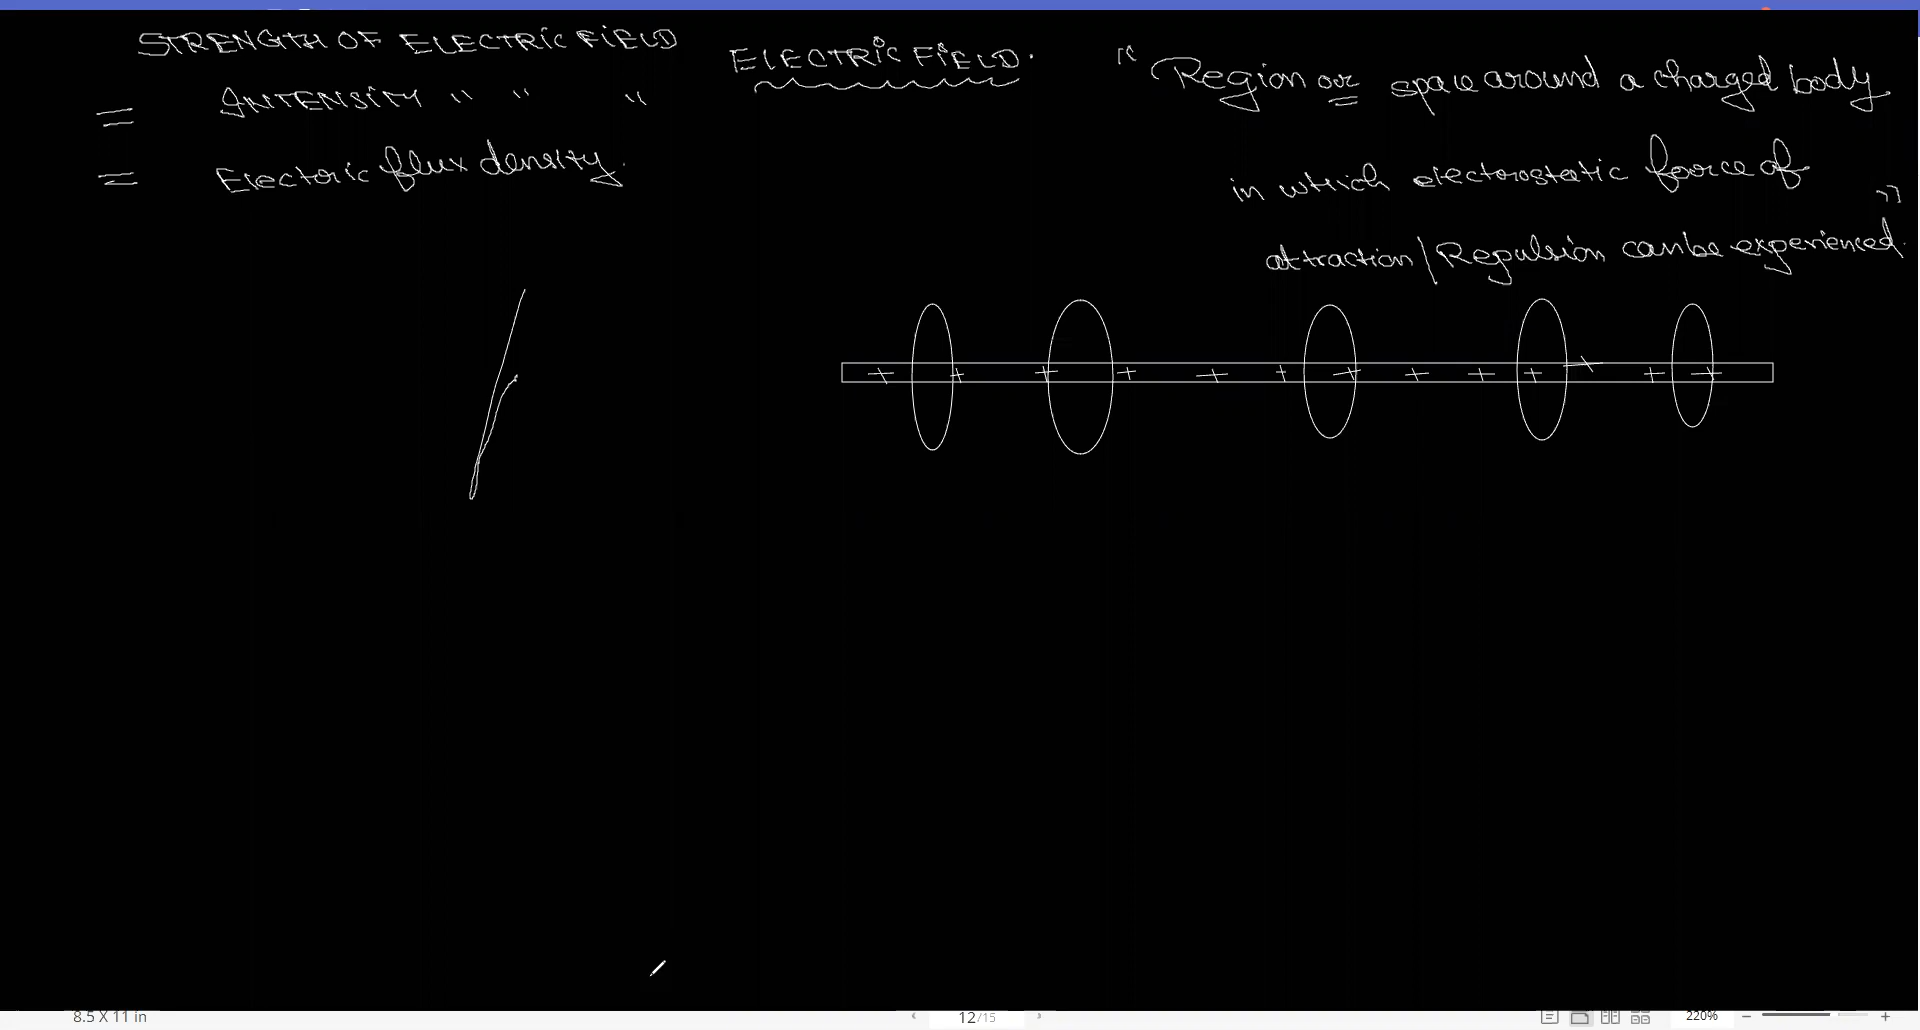 STRENGTH OF ELECTRIC FIELD
= INTENSITY " " "
= Electric flux density.
ELECTRIC FIELD.
" Region or space around a charged body
in which electrostatic force of
attraction/Repulsion can be experienced. "
+ + + + + + + + + + + + +
8.5 X 11 in
‹ 12/15 ›
220% − +